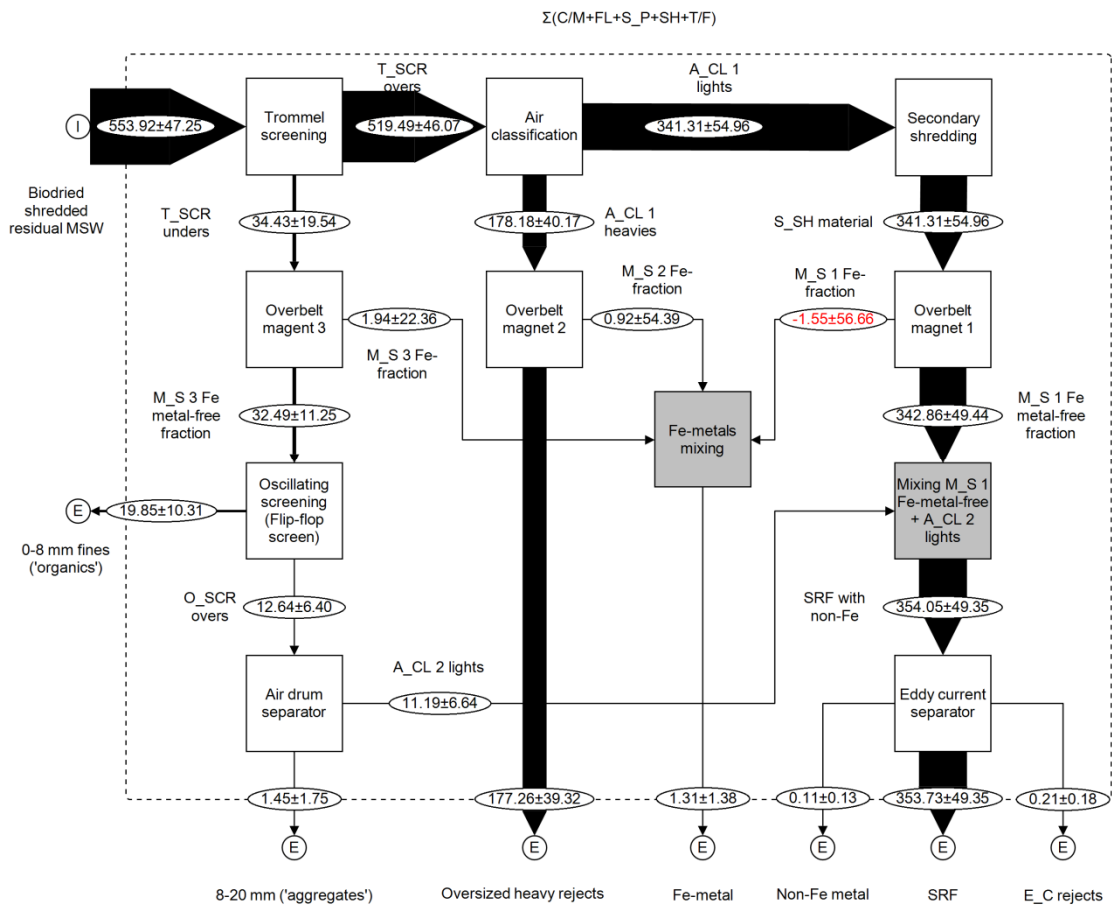 Σ(C/M+FL+S_P+SH+T/F)
T_SCR
overs
A_CL 1
lights
I
553.92±47.25
Trommel
screening
519.49±46.07
Air
classification
341.31±54.96
Secondary
shredding
Biodried
shredded
residual MSW
T_SCR
unders
34.43±19.54
178.18±40.17
A_CL 1
heavies
S_SH material
341.31±54.96
Overbelt
magent 3
1.94±22.36
M_S 3 Fe-
fraction
Overbelt
magnet 2
M_S 2 Fe-
fraction
0.92±54.39
M_S 1 Fe-
fraction
-1.55±56.66
Overbelt
magnet 1
M_S 3 Fe
metal-free
fraction
32.49±11.25
Fe-metals
mixing
342.86±49.44
M_S 1 Fe
metal-free
fraction
E
19.85±10.31
0-8 mm fines
('organics')
Oscillating
screening
(Flip-flop
screen)
Mixing M_S 1
Fe-metal-free
+ A_CL 2
lights
O_SCR
overs
12.64±6.40
SRF with
non-Fe
354.05±49.35
Air drum
separator
A_CL 2 lights
11.19±6.64
Eddy current
separator
1.45±1.75
177.26±39.32
1.31±1.38
0.11±0.13
353.73±49.35
0.21±0.18
E
E
E
E
E
E
8-20 mm ('aggregates')
Oversized heavy rejects
Fe-metal
Non-Fe metal
SRF
E_C rejects